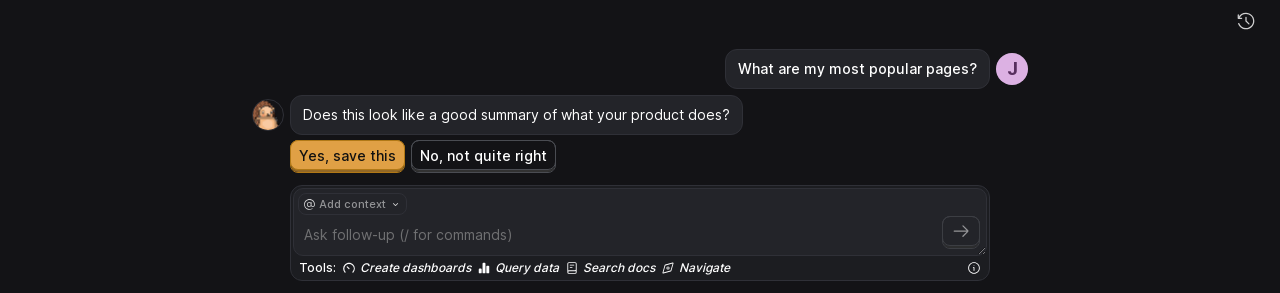 What are my most popular pages?
J
Does this look like a good summary of what your product does?
Yes, save this
No, not quite right
@ Add context
Ask follow-up (/ for commands)
Tools: Create dashboards Query data Search docs Navigate